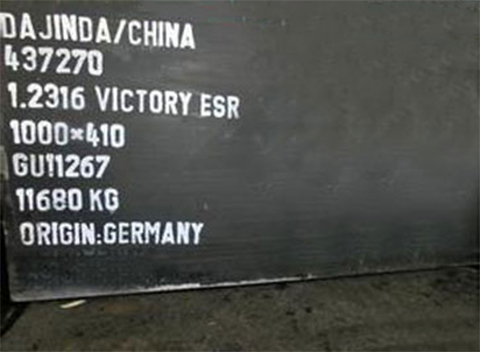 DAJINDA/CHINA
437270
1.2316 VICTORY ESR
1000×410
GU11267
11680 KG
ORIGIN:GERMANY